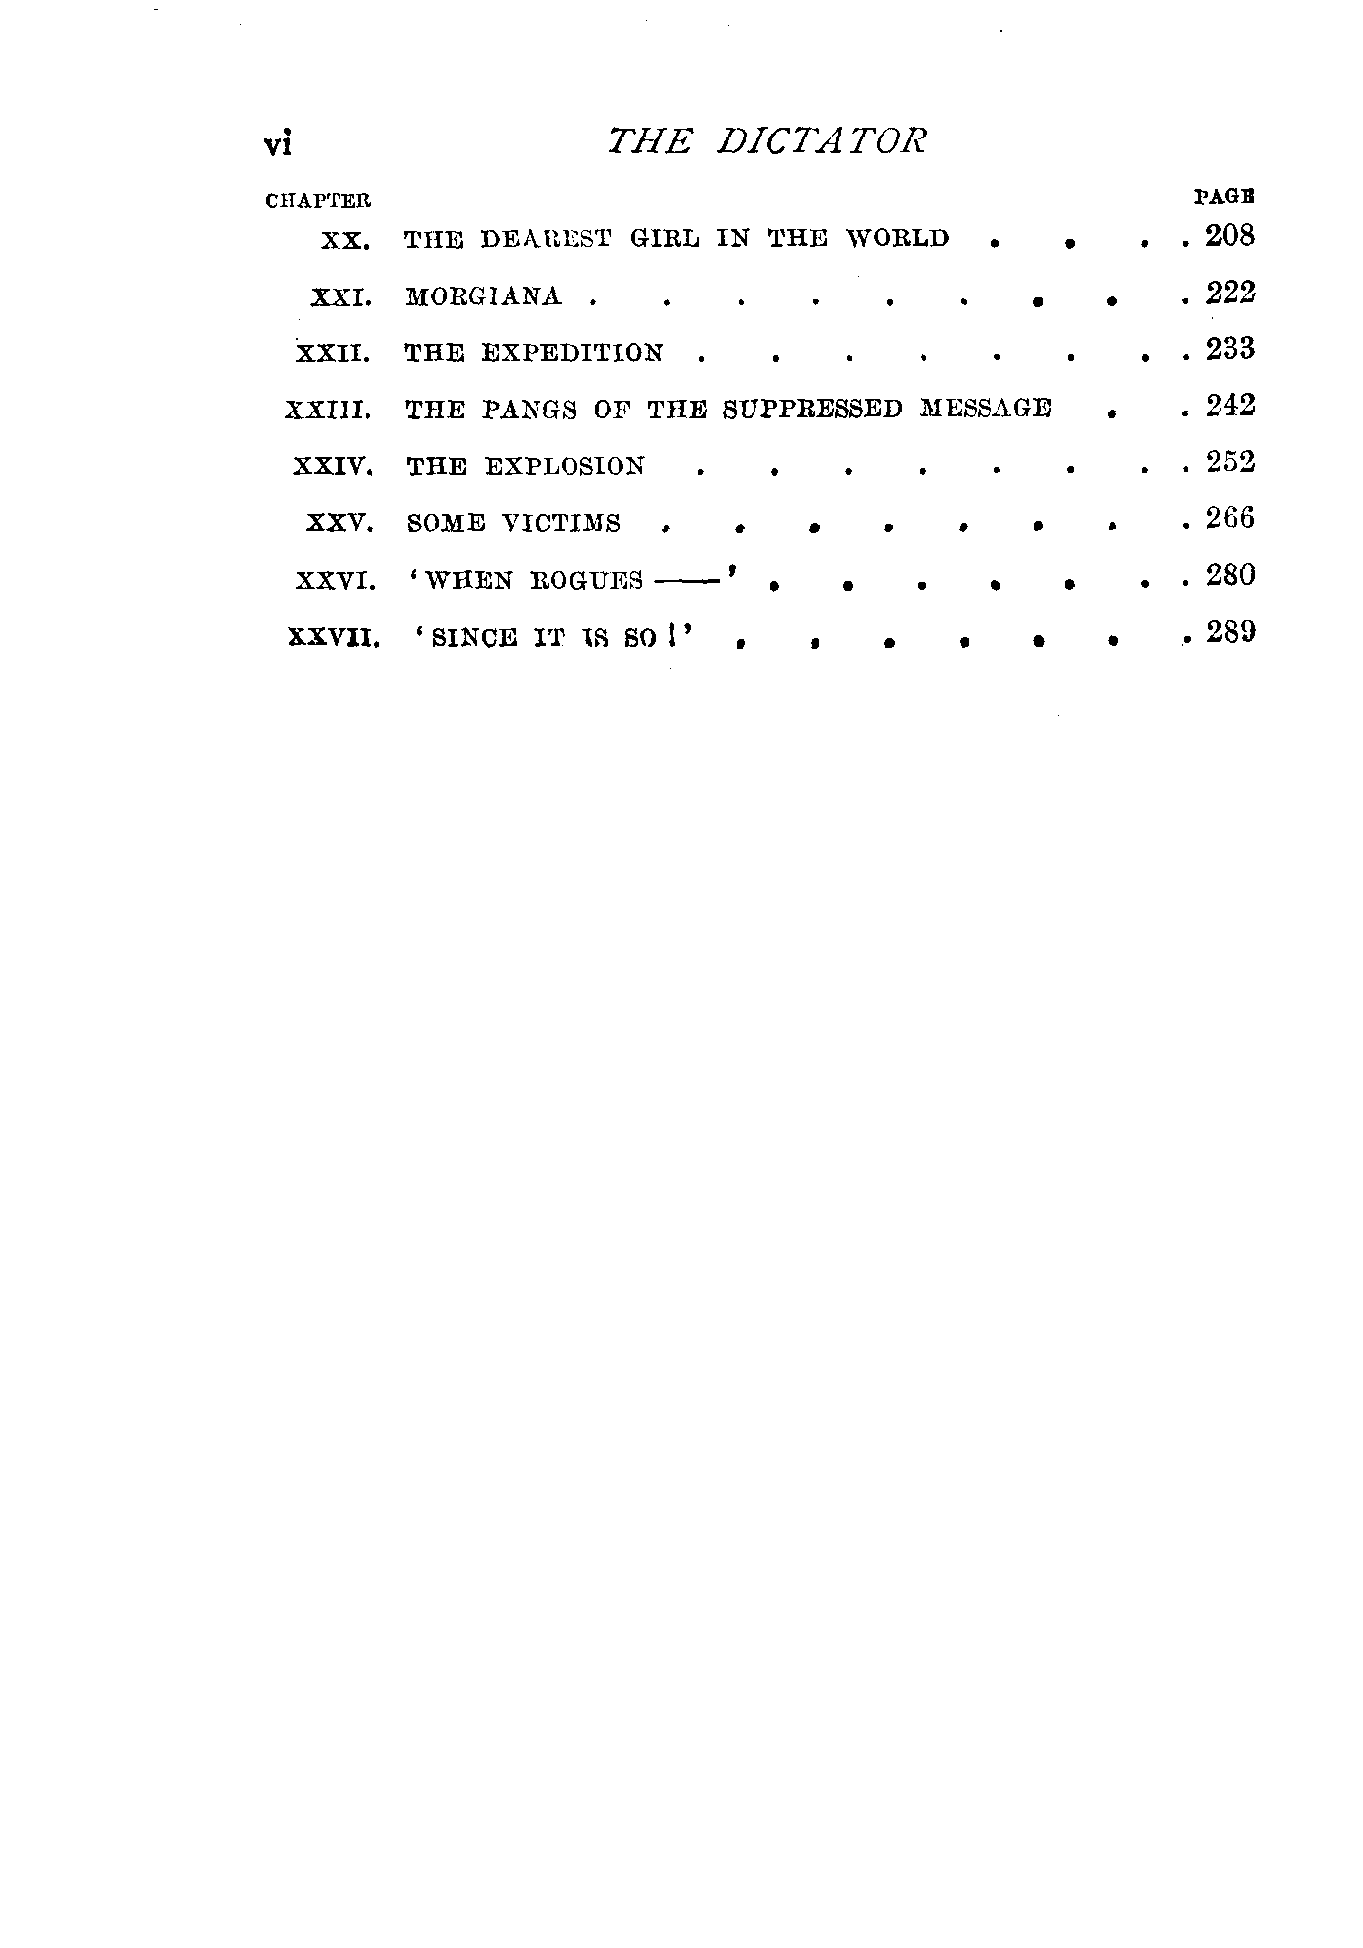 vi THE DICTATOR
CHAPTER PAGE
XX. THE DEAREST GIRL IN THE WORLD . . . . 208
XXI. MORGIANA . . . . . . . . . 222
XXII. THE EXPEDITION . . . . . . . . 233
XXIII. THE PANGS OF THE SUPPRESSED MESSAGE . . 242
XXIV. THE EXPLOSION . . . . . . . . 252
XXV. SOME VICTIMS . . . . . . . . 266
XXVI. ‘WHEN ROGUES ——’ . . . . . . . 280
XXVII. ‘SINCE IT IS SO!’ . . . . . . . 289